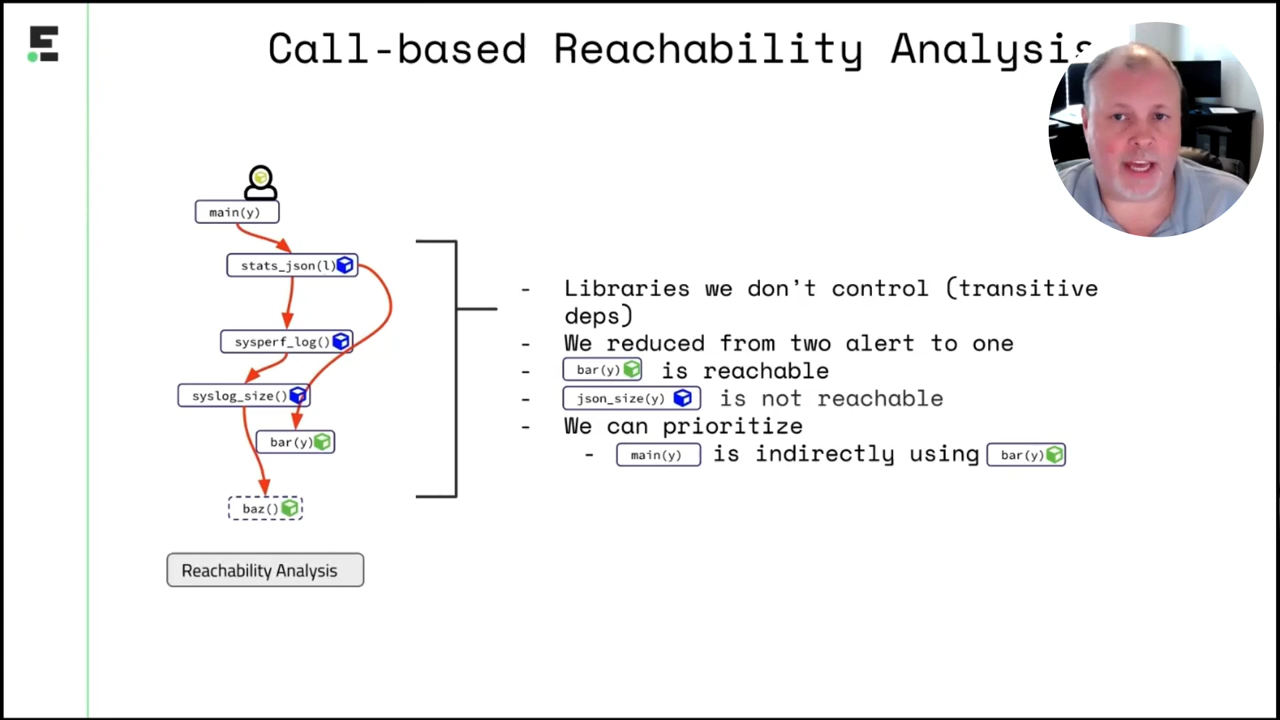 Call-based Reachability Analysis
main(y)
stats_json(l)
sysperf_log()
syslog_size()
bar(y)
baz()
Reachability Analysis
- Libraries we don't control (transitive
deps)
- We reduced from two alert to one
- bar(y) is reachable
- json_size(y) is not reachable
- We can prioritize
- main(y) is indirectly using bar(y)